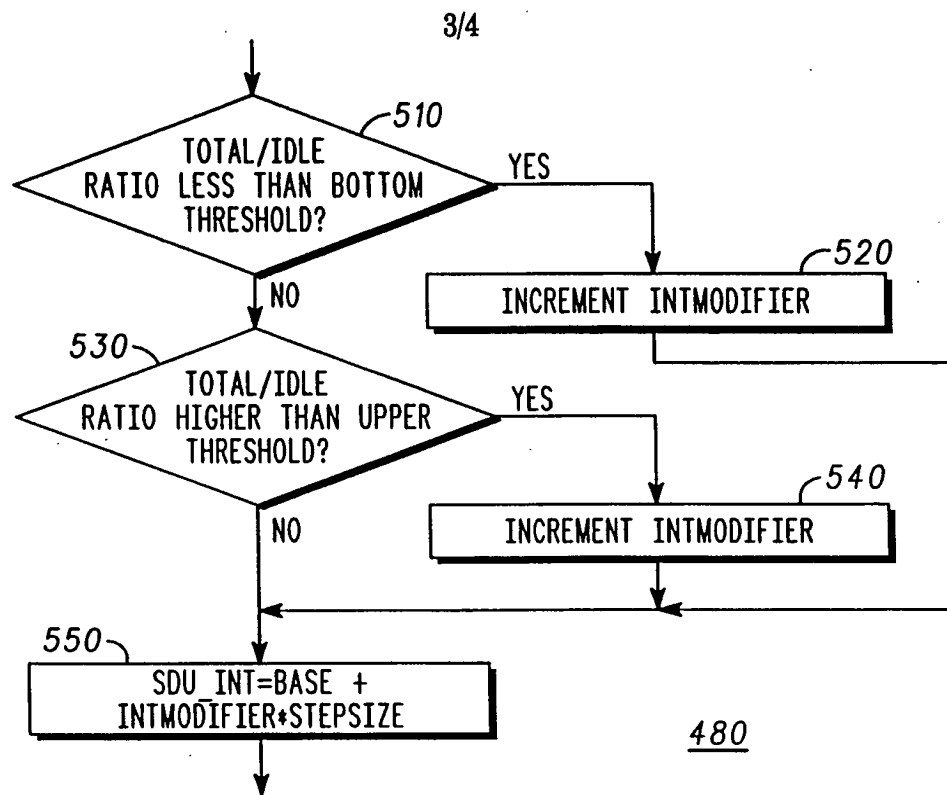 3/4
510
TOTAL/IDLE
RATIO LESS THAN BOTTOM
THRESHOLD?
YES
520
INCREMENT INTMODIFIER
NO
530
TOTAL/IDLE
RATIO HIGHER THAN UPPER
THRESHOLD?
YES
540
INCREMENT INTMODIFIER
NO
550
SDU_INT=BASE +
INTMODIFIER*STEPSIZE
480